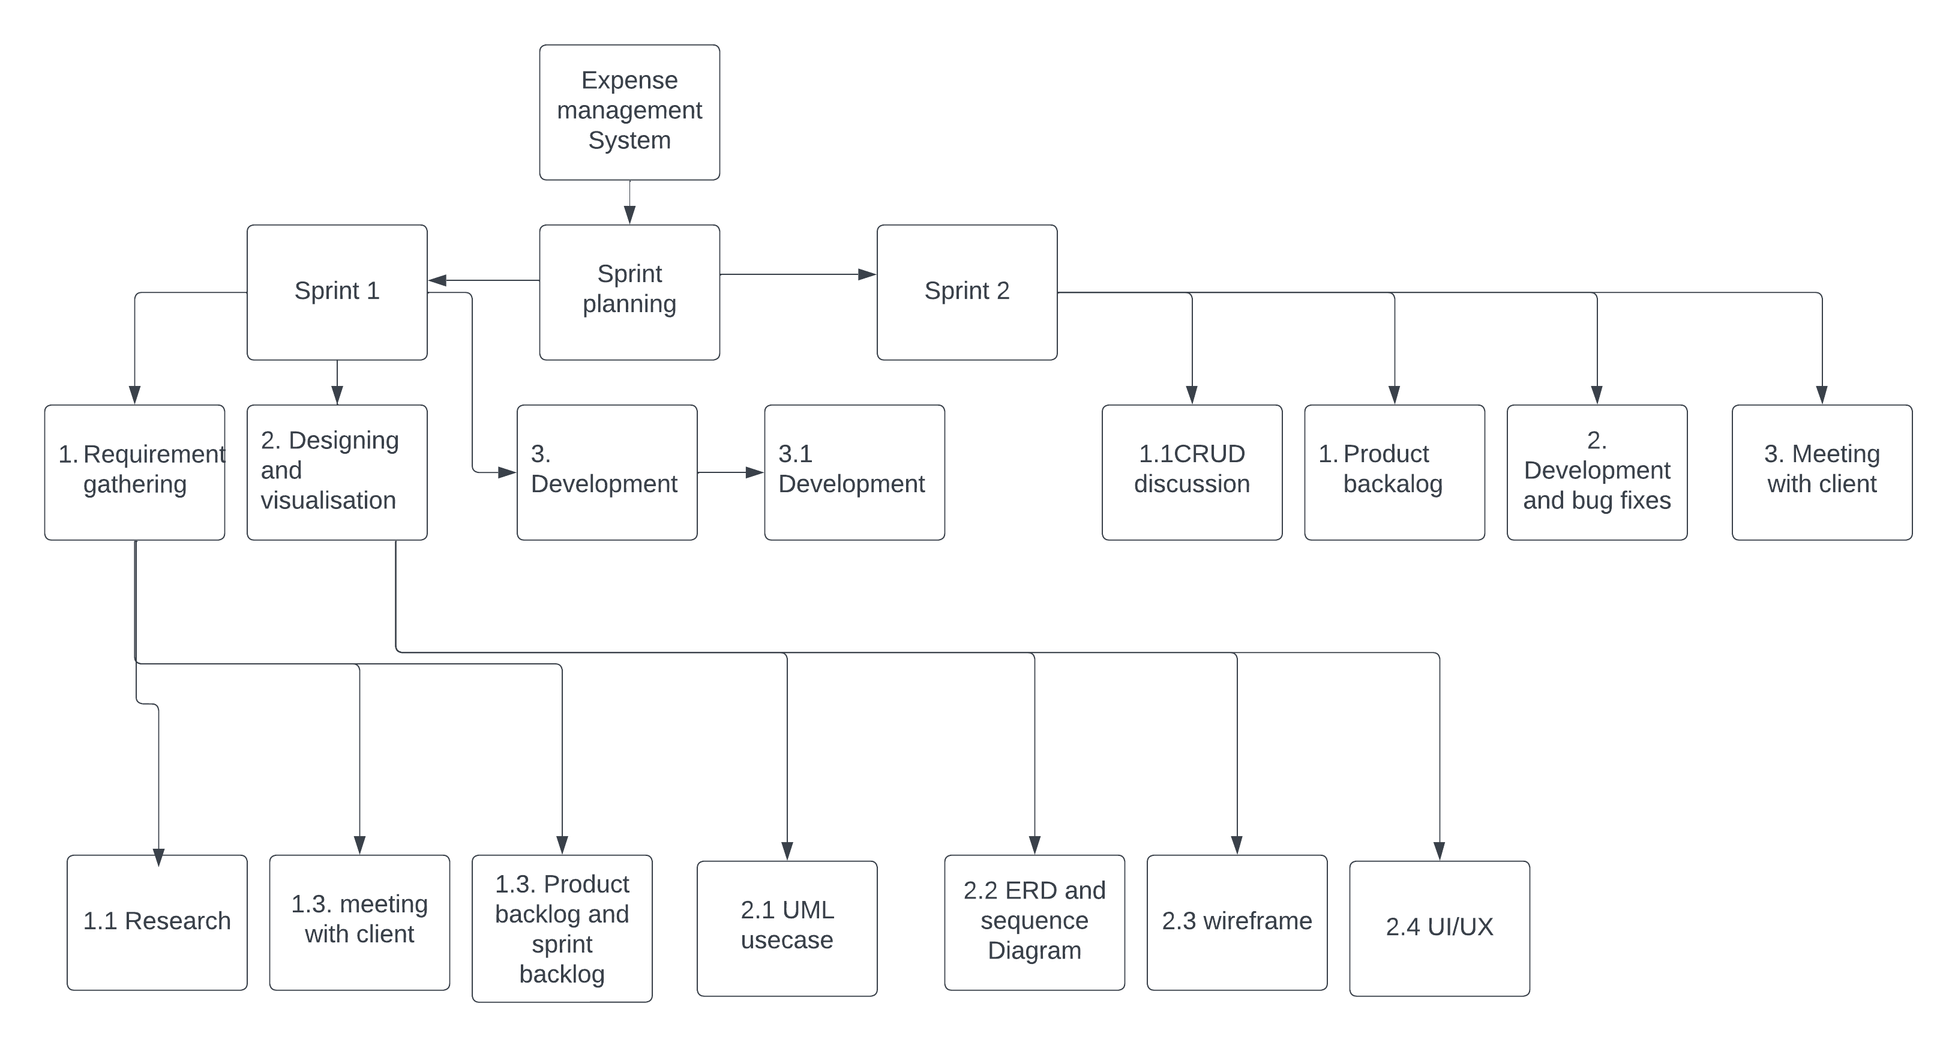 Expense
management
System
Sprint 1
Sprint
planning
Sprint 2
1. Requirement
gathering
2. Designing
and
visualisation
3.
Development
3.1
Development
1.1CRUD
discussion
1. Product
backalog
2.
Development
and bug fixes
3. Meeting
with client
1.1 Research
1.3. meeting
with client
1.3. Product
backlog and
sprint
backlog
2.1 UML
usecase
2.2 ERD and
sequence
Diagram
2.3 wireframe
2.4 UI/UX